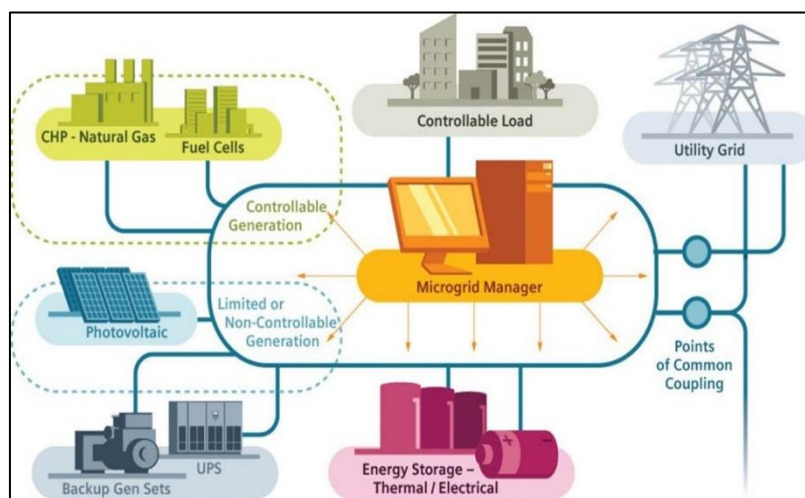 CHP - Natural Gas
Fuel Cells
Controllable Load
Utility Grid
Controllable
Generation
Microgrid Manager
Limited or
Non-Controllable
Generation
Photovoltaic
Points
of Common
Coupling
UPS
Backup Gen Sets
Energy Storage –
Thermal / Electrical